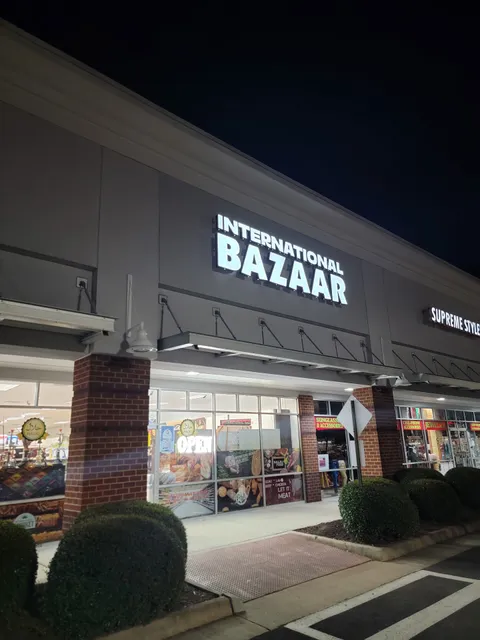 INTERNATIONAL
BAZAAR
SUPREME STYLE
OPEN
MEAT